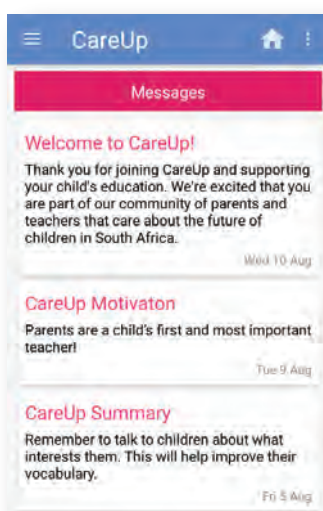 CareUp
Messages
Welcome to CareUp!
Thank you for joining CareUp and supporting
your child's education. We're excited that you
are part of our community of parents and
teachers that care about the future of
children in South Africa.
Wed 10 Aug
CareUp Motivaton
Parents are a child's first and most important
teacher!
Tue 9 Aug
CareUp Summary
Remember to talk to children about what
interests them. This will help improve their
vocabulary.
Fri 5 Aug